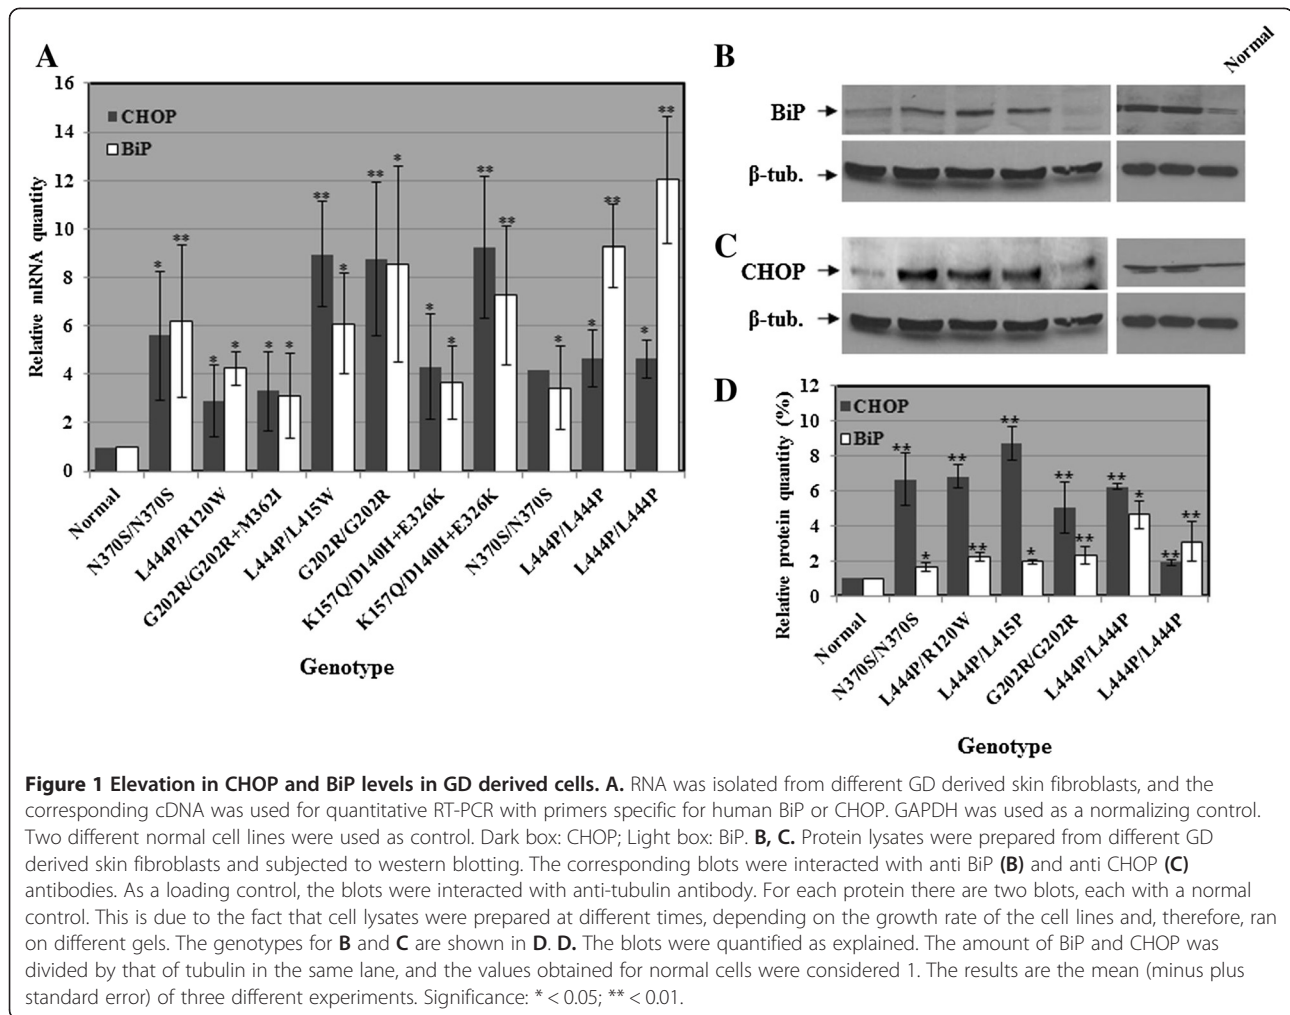 A
16
14
12
10
8
6
4
2
0
Relative mRNA quantity
CHOP
BiP
* ** * * * * ** * ** * * * ** ** * * ** * **
Normal
N370S/N370S
L444P/R120W
G202R/G202R+M362I
L444P/L415W
G202R/G202R
K157Q/D140H+E326K
K157Q/D140H+E326K
N370S/N370S
L444P/L444P
L444P/L444P
Genotype
B
Normal
BiP
β-tub.
C
CHOP
β-tub.
D
12
10
8
6
4
2
0
Relative protein quantity (%)
CHOP
BiP
** * ** ** ** * ** ** ** * ** **
Normal
N370S/N370S
L444P/R120W
L444P/L415P
G202R/G202R
L444P/L444P
L444P/L444P
Genotype
Figure 1 Elevation in CHOP and BiP levels in GD derived cells. A. RNA was isolated from different GD derived skin fibroblasts, and the
corresponding cDNA was used for quantitative RT-PCR with primers specific for human BiP or CHOP. GAPDH was used as a normalizing control.
Two different normal cell lines were used as control. Dark box: CHOP; Light box: BiP. B, C. Protein lysates were prepared from different GD
derived skin fibroblasts and subjected to western blotting. The corresponding blots were interacted with anti BiP (B) and anti CHOP (C)
antibodies. As a loading control, the blots were interacted with anti-tubulin antibody. For each protein there are two blots, each with a normal
control. This is due to the fact that cell lysates were prepared at different times, depending on the growth rate of the cell lines and, therefore, ran
on different gels. The genotypes for B and C are shown in D. D. The blots were quantified as explained. The amount of BiP and CHOP was
divided by that of tubulin in the same lane, and the values obtained for normal cells were considered 1. The results are the mean (minus plus
standard error) of three different experiments. Significance: * < 0.05; ** < 0.01.